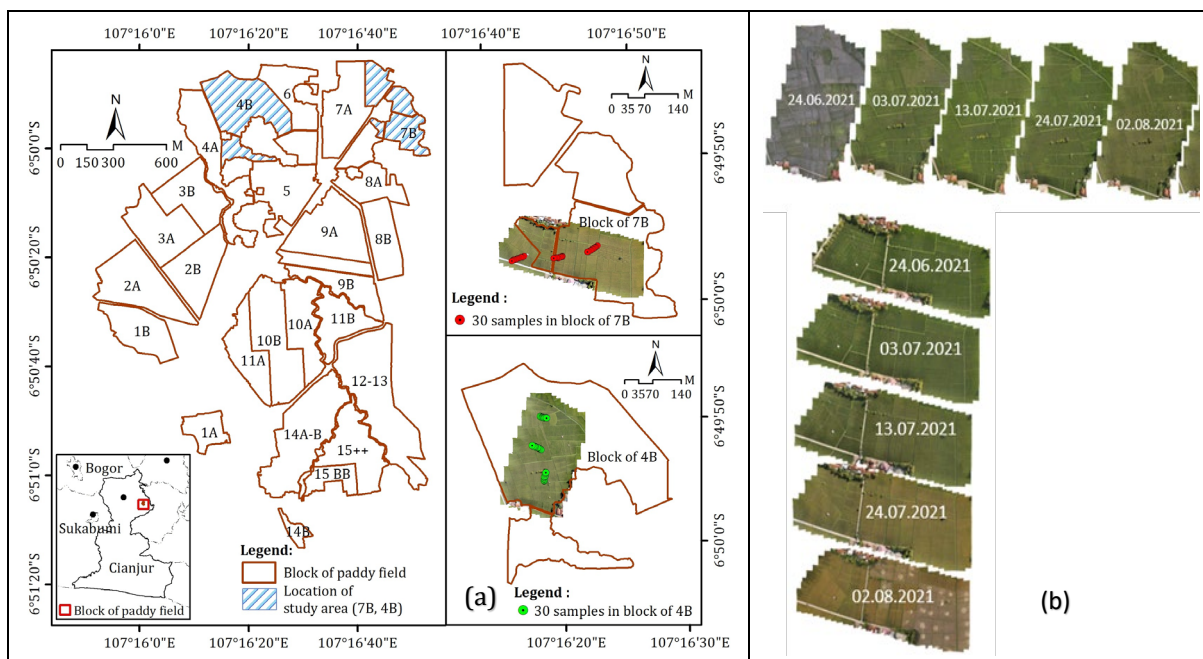 107°16'0"E
107°16'20"E
107°16'40"E
N
0 150 300 600
M
6°50'0"S
6°50'20"S
6°50'40"S
6°51'0"S
6°51'20"S
4B
6
7A
7B
4A
3B
5
8A
3A
9A
8B
2B
2A
9B
1B
10A
11B
10B
11A
12-13
1A
14A-B
15++
15 BB
14B
Bogor
Sukabumi
Cianjur
Block of paddy field
Legend:
Block of paddy field
Location of
study area (7B, 4B)
107°16'0"E
107°16'20"E
107°16'40"E
107°16'40"E
107°16'50"E
N
0 35 70 140
M
6°49'50"S
6°50'0"S
Block of 7B
Legend :
30 samples in block of 7B
N
0 3570 140
M
6°49'50"S
6°50'0"S
Block of 4B
(a)
Legend :
30 samples in block of 4B
107°16'20"E
107°16'30"E
24.06.2021
03.07.2021
13.07.2021
24.07.2021
02.08.2021
24.06.2021
03.07.2021
13.07.2021
24.07.2021
02.08.2021
(b)